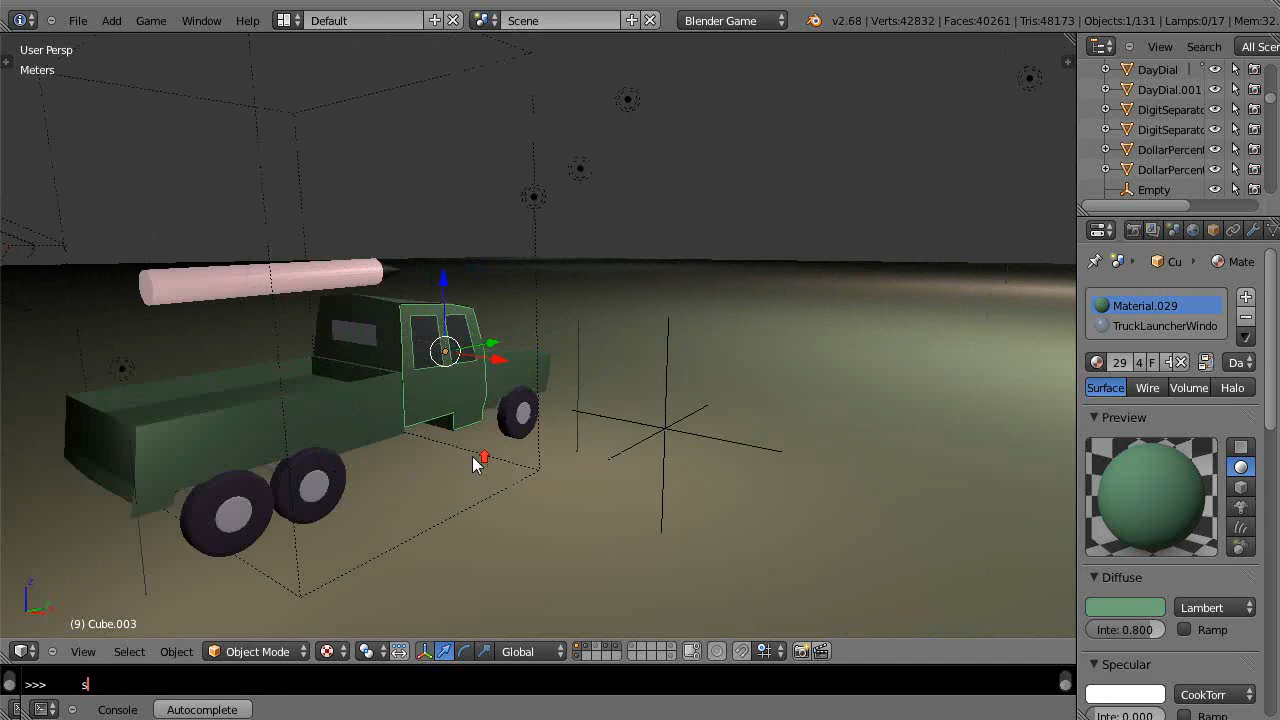 File Add Game Window Help Default Scene Blender Game v2.68 | Verts:42632 | Faces:40261 | Tris:48173 | Objects:1/131 | Lamps:0/17 | Mem:32.
User Persp
Meters
View Search All Sce
DayDial
DayDial.001
DigitSeparato
DigitSeparato
DollarPercent
DollarPercent
Empty
Cu Mate
Material.029
TruckLauncherWindo
29 4 F Da
Surface Wire Volume Halo
Preview
Diffuse
Lambert
Inte: 0.800 Ramp
Specular
CookTorr
Inte: 0.000 Ramp
z
(9) Cube.003
View Select Object Object Mode Global
>>> s
Console Autocomplete